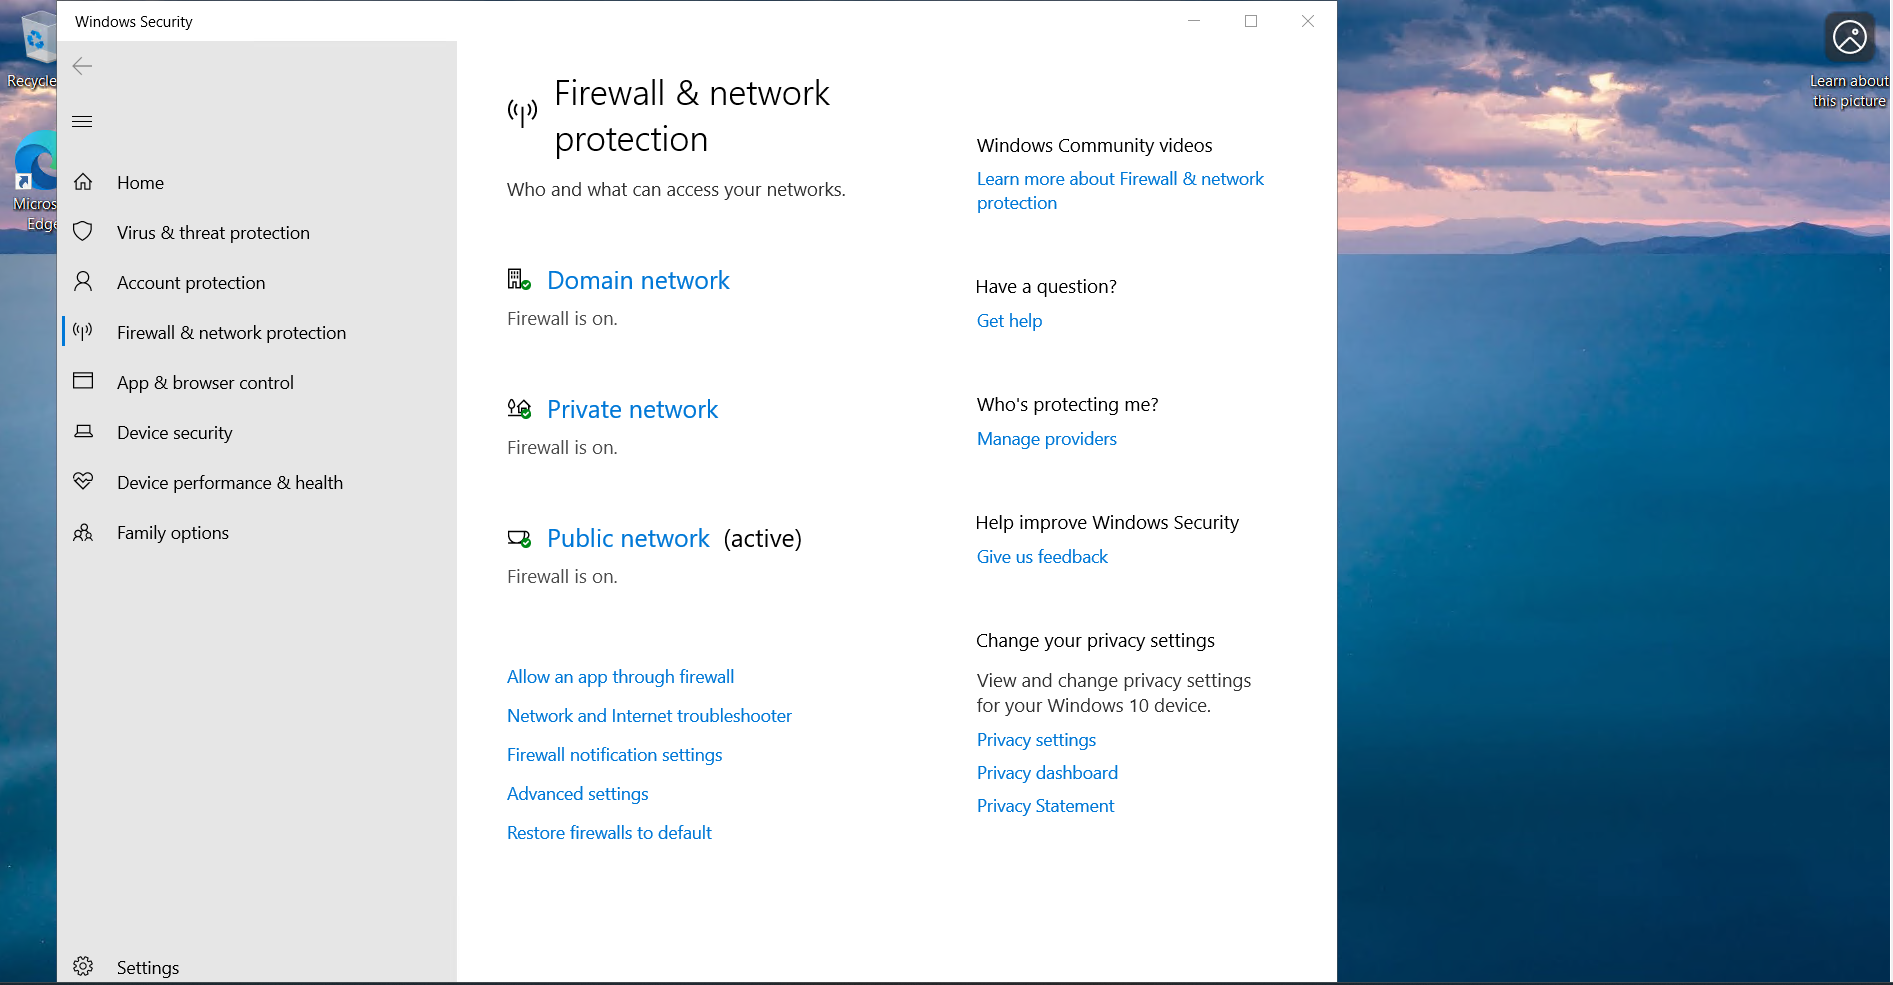 Windows Security
Recycle
Micros
Edge
Home
Virus & threat protection
Account protection
Firewall & network protection
App & browser control
Device security
Device performance & health
Family options
Settings
Firewall & network
protection
Who and what can access your networks.
Domain network
Firewall is on.
Private network
Firewall is on.
Public network (active)
Firewall is on.
Allow an app through firewall
Network and Internet troubleshooter
Firewall notification settings
Advanced settings
Restore firewalls to default
Windows Community videos
Learn more about Firewall & network
protection
Have a question?
Get help
Who's protecting me?
Manage providers
Help improve Windows Security
Give us feedback
Change your privacy settings
View and change privacy settings
for your Windows 10 device.
Privacy settings
Privacy dashboard
Privacy Statement
Learn about
this picture